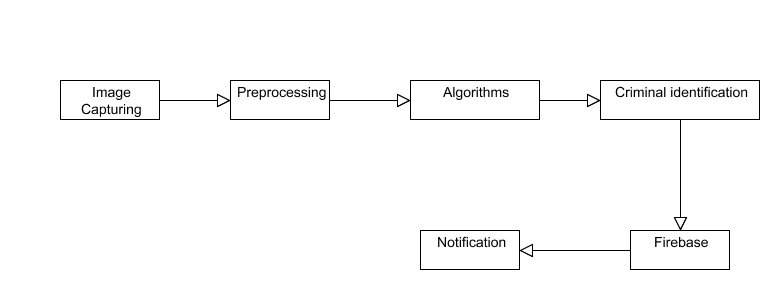 Image
Capturing
Preprocessing
Algorithms
Criminal identification
Notification
Firebase